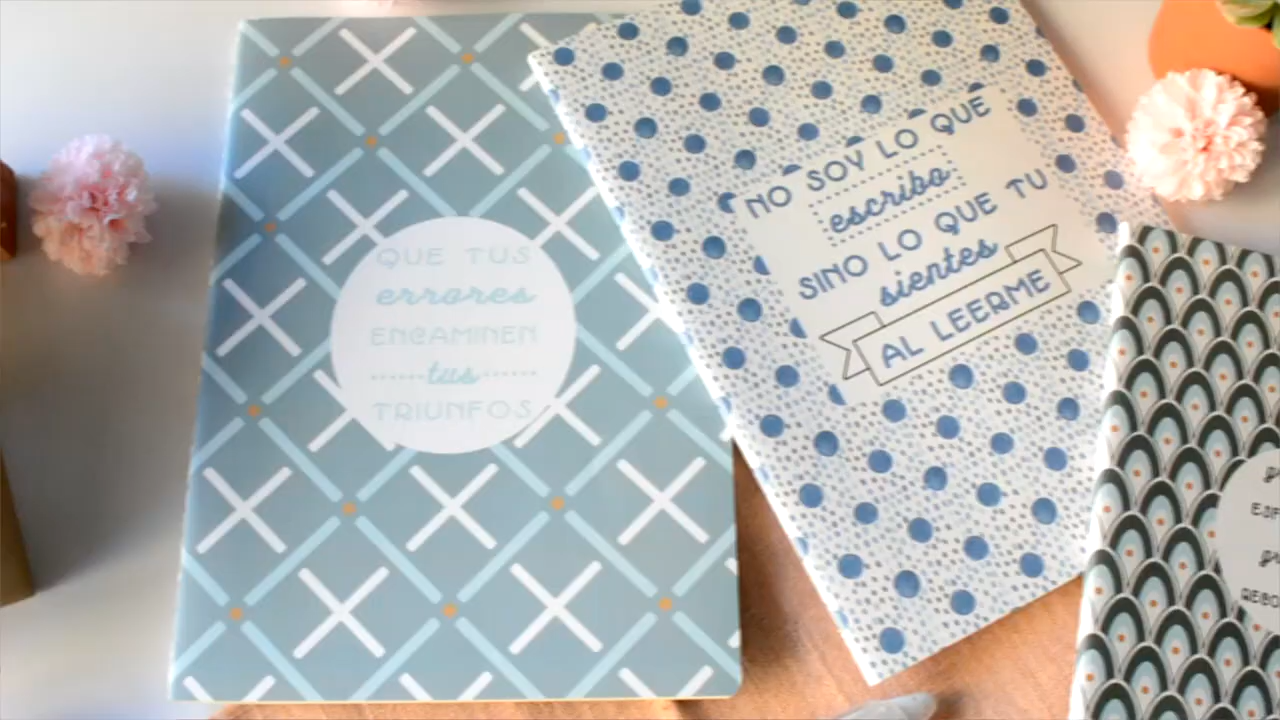 QUE TUS
errores
ENCAMINEN
tus
TRIUNFOS
NO SOY LO QUE
escribo
SINO LO QUE TU
sientes
AL LEERME